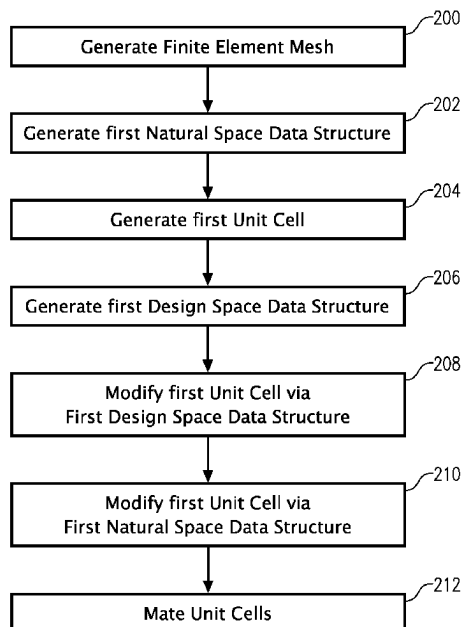 200
Generate Finite Element Mesh
202
Generate first Natural Space Data Structure
204
Generate first Unit Cell
206
Generate first Design Space Data Structure
208
Modify first Unit Cell via
First Design Space Data Structure
210
Modify first Unit Cell via
First Natural Space Data Structure
212
Mate Unit Cells